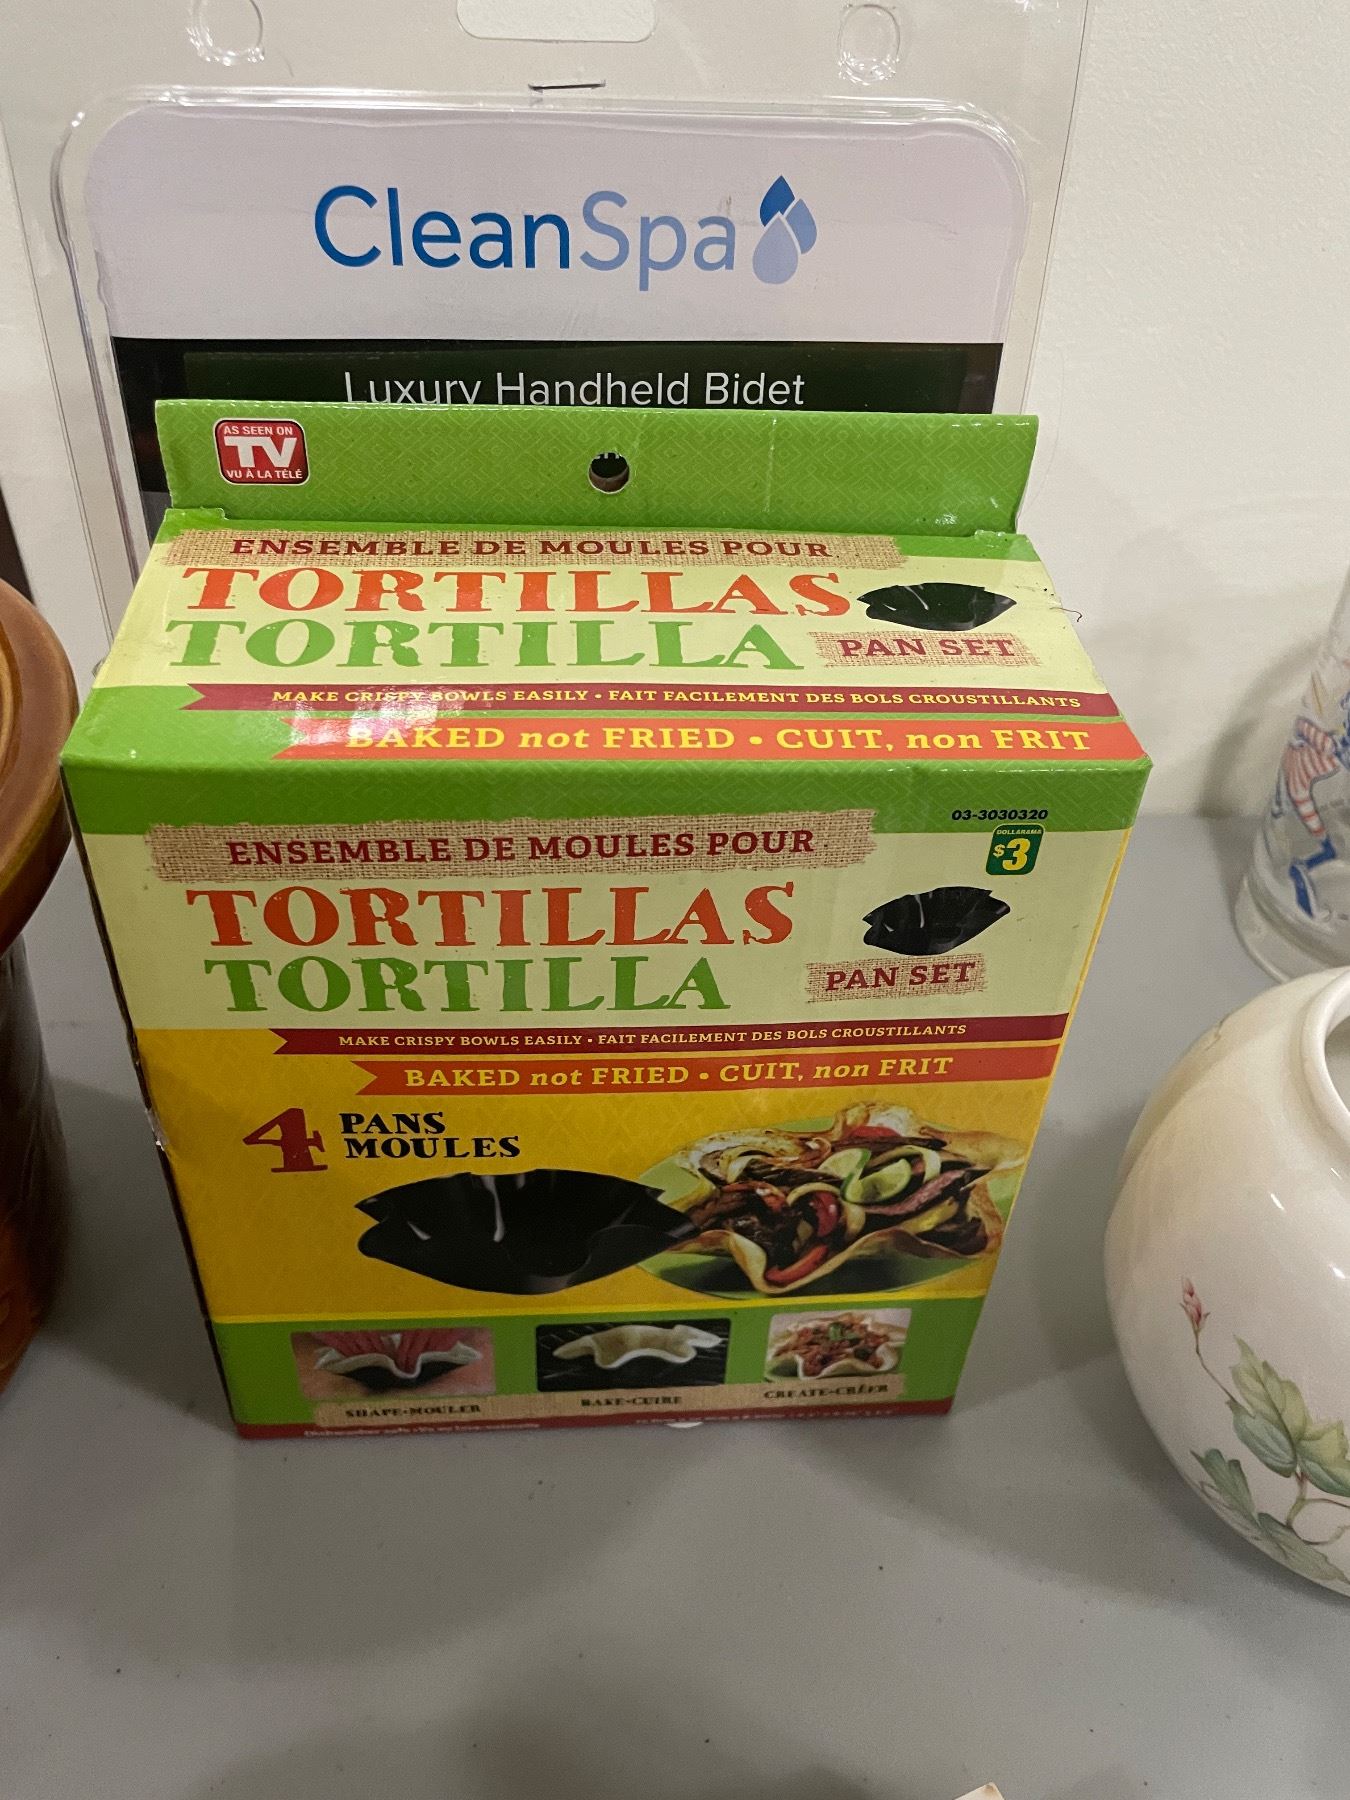 CleanSpa
Luxury Handheld Bidet
AS SEEN ON
TV
VU À LA TÉLÉ
ENSEMBLE DE MOULES POUR
TORTILLAS
TORTILLA
PAN SET
MAKE CRISPY BOWLS EASILY • FAIT FACILEMENT DES BOLS CROUSTILLANTS
BAKED not FRIED • CUIT, non FRIT
03-3030320
DOLLARAMA
$3
ENSEMBLE DE MOULES POUR
TORTILLAS
TORTILLA
PAN SET
MAKE CRISPY BOWLS EASILY • FAIT FACILEMENT DES BOLS CROUSTILLANTS
BAKED not FRIED • CUIT, non FRIT
4 PANS
MOULES
SHAPE•MOULER
BAKE•CUIRE
CREATE•CRÉER
Dishwasher safe